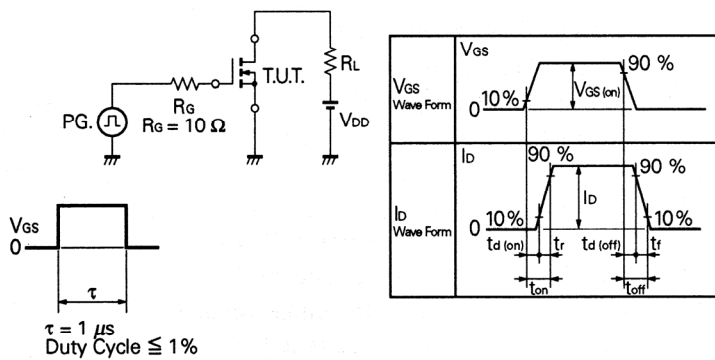 T.U.T.
RL
RG
PG.
RG = 10 Ω
VDD
VGS
0
τ
τ = 1 μs
Duty Cycle ≦ 1%
VGS
Wave Form
VGS
90 %
VGS (on)
10%
0
ID
Wave Form
ID
90 %
90 %
ID
0
10%
10%
td (on)
tr
td (off)
tf
ton
toff